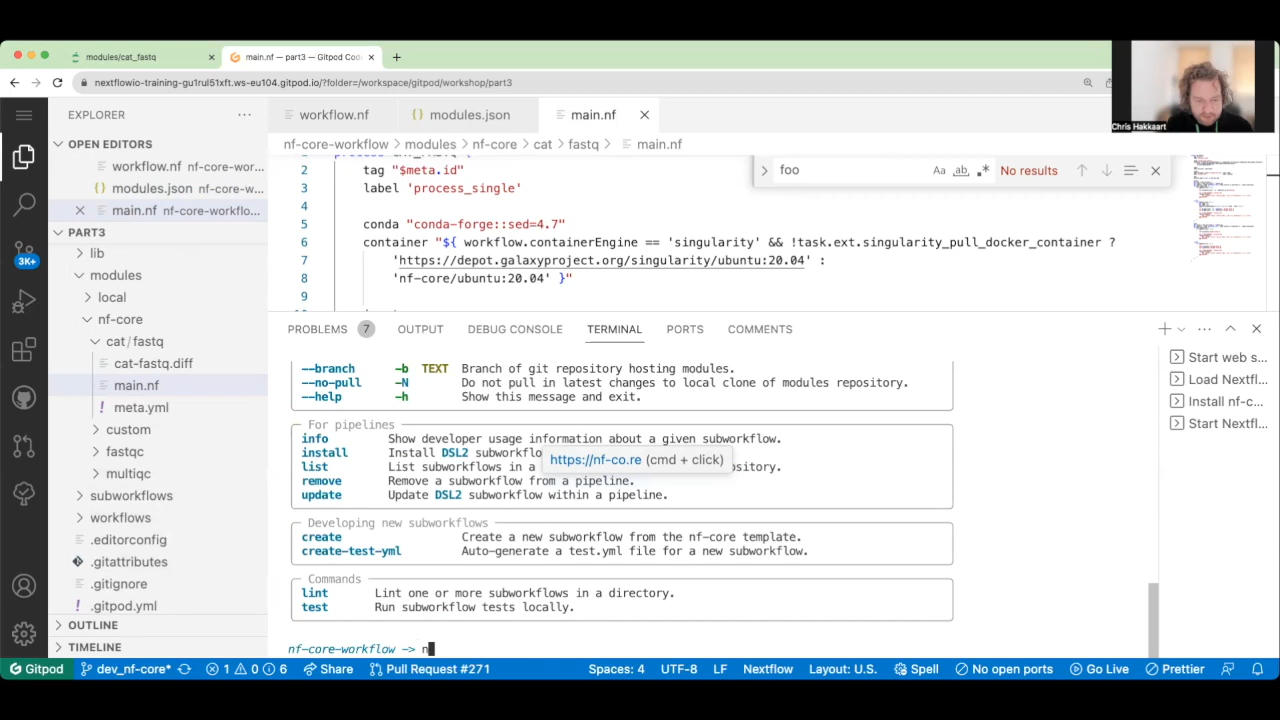 modules/cat_fastq
main.nf — part3 — Gitpod Co
nextflowio-training-gu1rul51xft.ws-eu104.gitpod.io/?folder=/workspace/gitpod/workshop/part3
Chris Hakkaart
EXPLORER
workflow.nf
modules.json
main.nf
OPEN EDITORS
nf-core-workflow > modules > nf-core > cat > fastq > main.nf
workflow.nf nf-core-wo...
modules.json nf-core-wo...
main.nf nf-core-workflo...
foo
No results
2 tag "$meta.id"
3 label 'process_single'
4
5 conda "conda-forge::sed=4.7"
6 container "${ workflow.containerEngine == 'singularity' && !task.ext.singularity_pull_docker_container ?
7 'https://depot.galaxyproject.org/singularity/ubuntu:20.04' :
8 'nf-core/ubuntu:20.04' }"
9
PART3
lib
modules
local
nf-core
cat/fastq
cat-fastq.diff
main.nf
meta.yml
custom
fastqc
multiqc
subworkflows
workflows
.editorconfig
.gitattributes
.gitignore
.gitpod.yml
OUTLINE
TIMELINE
3K+
PROBLEMS 7 OUTPUT DEBUG CONSOLE TERMINAL PORTS COMMENTS
--branch -b TEXT Branch of git repository hosting modules.
--no-pull -N Do not pull in latest changes to local clone of modules repository.
--help -h Show this message and exit.
For pipelines
info Show developer usage information about a given subworkflow.
install Install DSL2 subworkflo
https://nf-co.re (cmd + click)
list List subworkflows in a ository.
remove Remove a subworkflow from a pipeline.
update Update DSL2 subworkflow within a pipeline.
Developing new subworkflows
create Create a new subworkflow from the nf-core template.
create-test-yml Auto-generate a test.yml file for a new subworkflow.
Commands
lint Lint one or more subworkflows in a directory.
test Run subworkflow tests locally.
nf-core-workflow -> n
Start web s...
Load Nextfl...
Install nf-c...
Start Nextfl...
Gitpod dev_nf-core* 1 0 6 Share Pull Request #271 Spaces: 4 UTF-8 LF Nextflow Layout: U.S. Spell No open ports Go Live Prettier